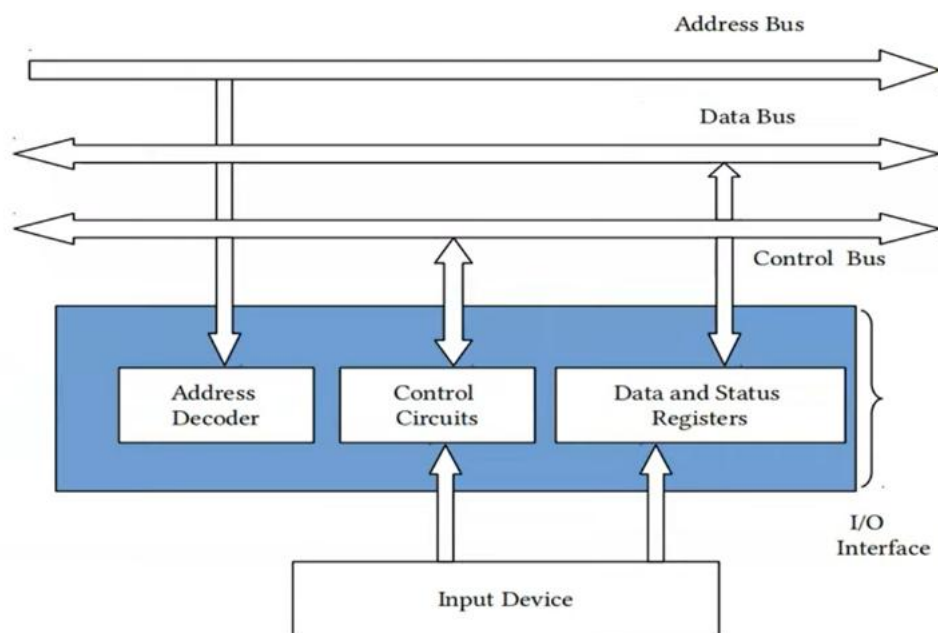 Address Bus
Data Bus
Control Bus
Address
Decoder
Control
Circuits
Data and Status
Registers
I/O
Interface
Input Device